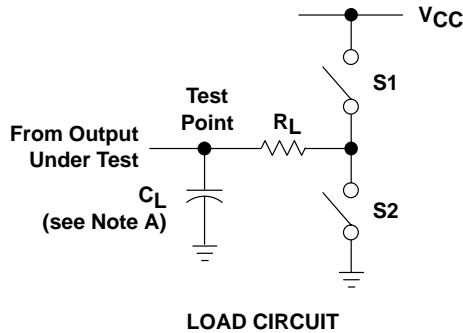 VCC
S1
Test
Point
RL
From Output
Under Test
CL
(see Note A)
S2
LOAD CIRCUIT